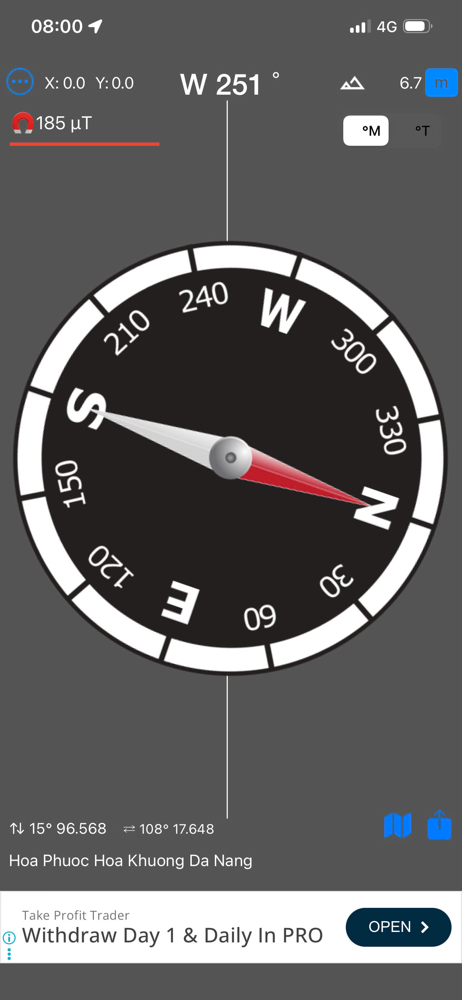 08:00 4G
X: 0.0 Y: 0.0 W 251 ° 6.7 m
185 µT °M °T
240 W
210 300
S 330
150 N
120 30
E 60
15° 96.568 108° 17.648
Hoa Phuoc Hoa Khuong Da Nang
Take Profit Trader
Withdraw Day 1 & Daily In PRO
OPEN